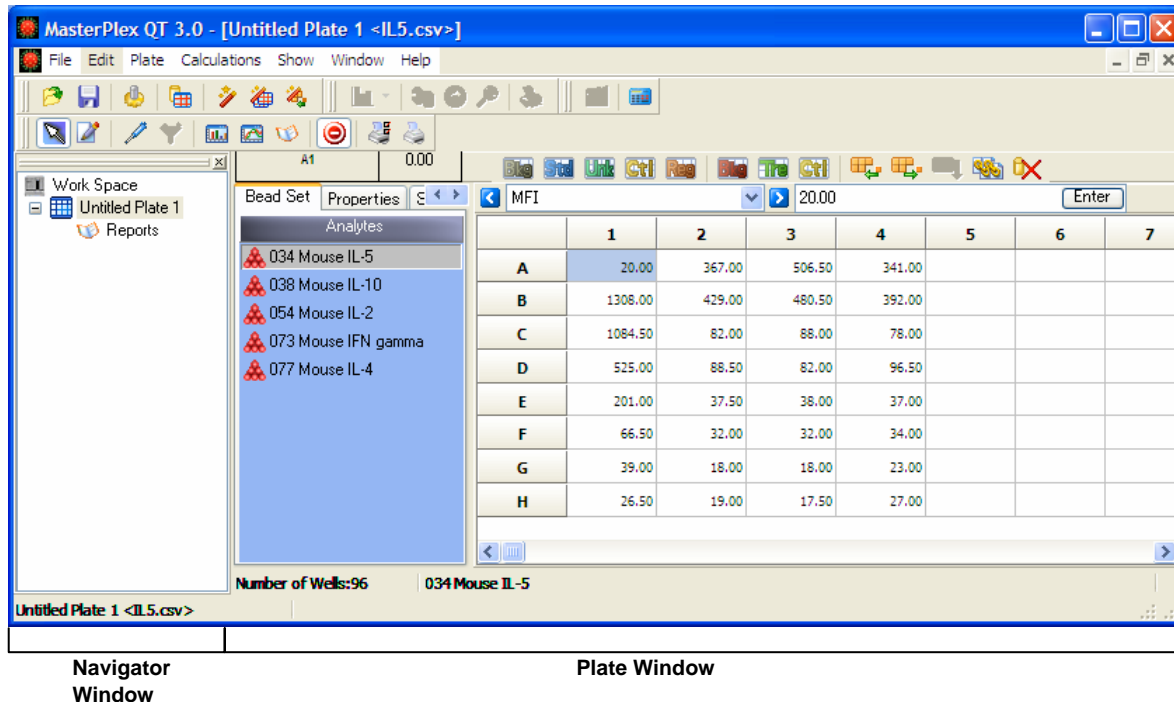 MasterPlex QT 3.0 - [Untitled Plate 1 <IL5.csv>]
File Edit Plate Calculations Show Window Help
A1 0.00
Bkg Std Unk Ctl Reg Bkg Tre Ctl
Work Space
Untitled Plate 1
Reports
Bead Set Properties S
MFI 20.00 Enter
Analytes
034 Mouse IL-5
038 Mouse IL-10
054 Mouse IL-2
073 Mouse IFN gamma
077 Mouse IL-4
1 2 3 4 5 6 7
A 20.00 367.00 506.50 341.00
B 1308.00 429.00 480.50 392.00
C 1084.50 82.00 88.00 78.00
D 525.00 88.50 82.00 96.50
E 201.00 37.50 38.00 37.00
F 66.50 32.00 32.00 34.00
G 39.00 18.00 18.00 23.00
H 26.50 19.00 17.50 27.00
Number of Wells:96 034 Mouse IL-5
Untitled Plate 1 <IL5.csv>
Navigator
Window
Plate Window